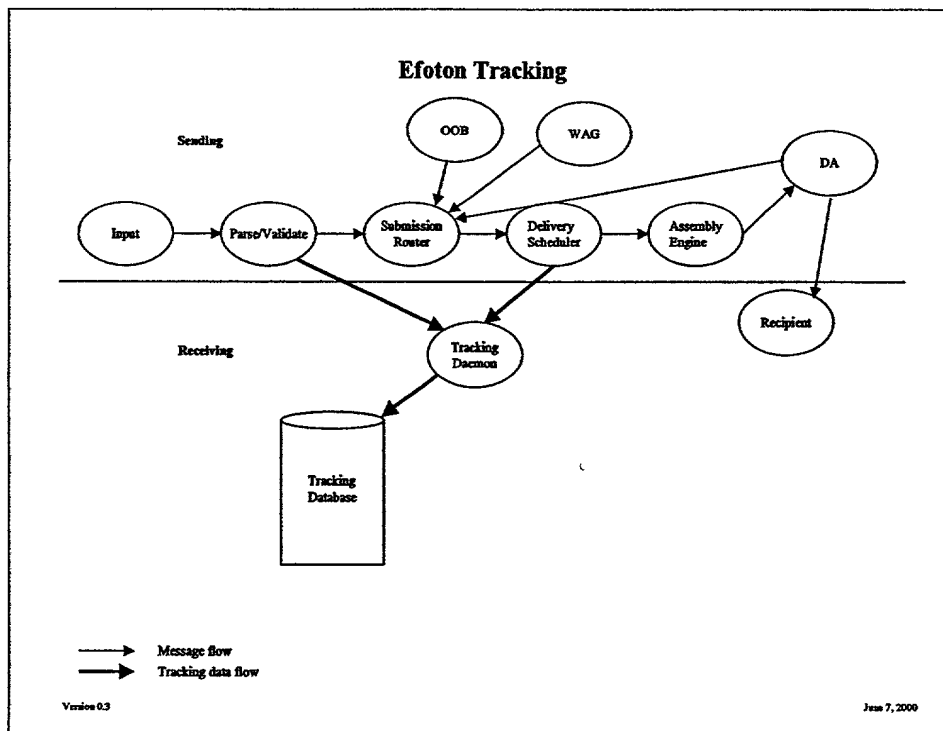 Efoton Tracking
Sending
OOB
WAG
DA
Input
Parse/Validate
Submission
Router
Delivery
Scheduler
Assembly
Engine
Recipient
Receiving
Tracking
Daemon
Tracking
Database
Message flow
Tracking data flow
Version 0.3
June 7, 2000